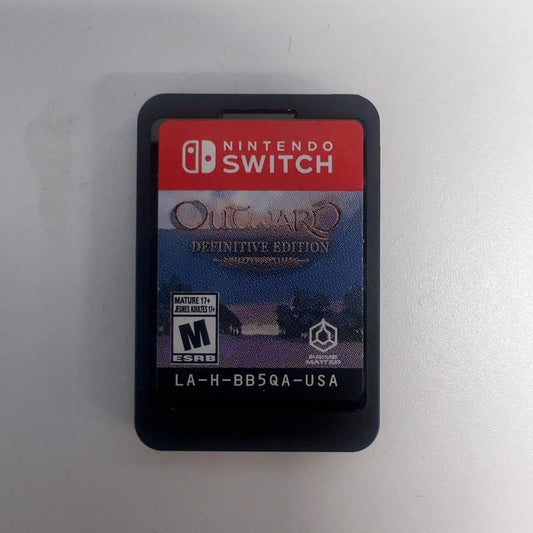 NINTENDO
SWITCH
OUTWARD
DEFINITIVE EDITION
MATURE 17+
JEUNES ADULTES 17+
M
ESRB
PRIME
MATTER
LA-H-BB5QA-USA